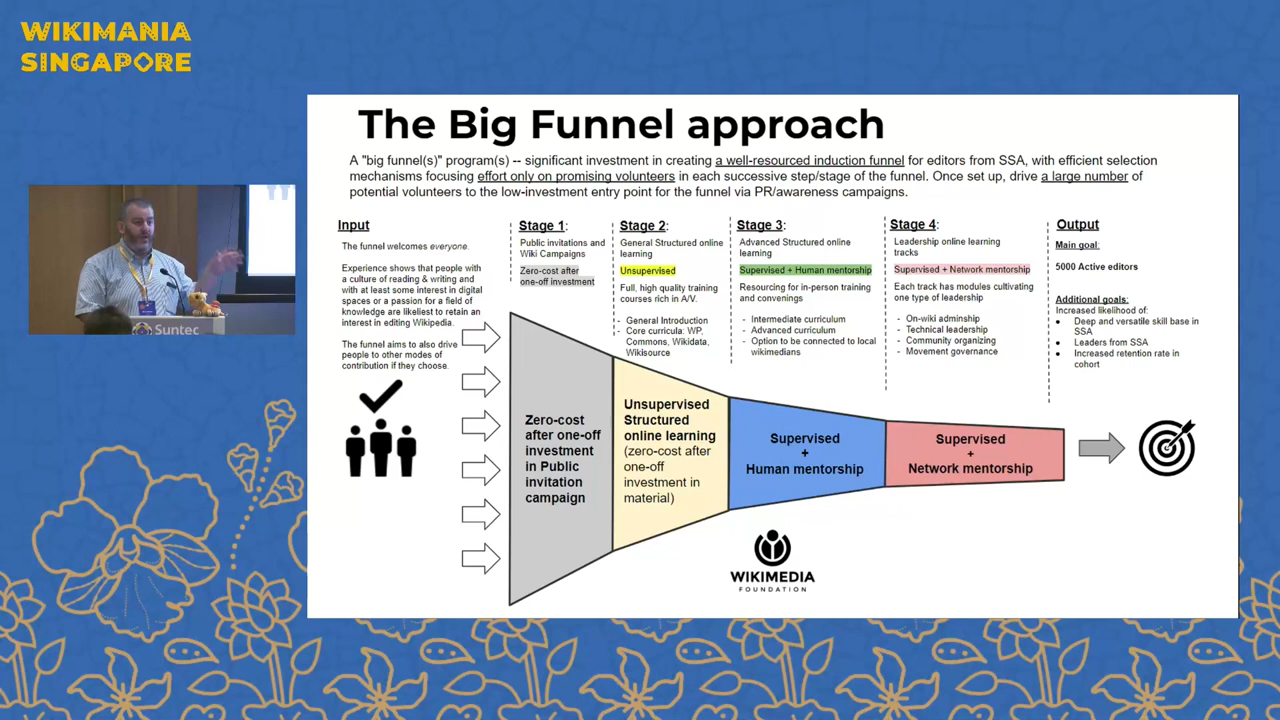 WIKIMANIA
SINGAPORE
The Big Funnel approach
A "big funnel(s)" program(s) -- significant investment in creating a well-resourced induction funnel for editors from SSA, with efficient selection
mechanisms focusing effort only on promising volunteers in each successive step/stage of the funnel. Once set up, drive a large number of
potential volunteers to the low-investment entry point for the funnel via PR/awareness campaigns.
Input
The funnel welcomes everyone.
Experience shows that people with
a culture of reading & writing and
with at least some interest in digital
spaces or a passion for a field of
knowledge are likeliest to retain an
interest in editing Wikipedia.
The funnel aims to also drive
people to other modes of
contribution if they choose.
Stage 1:
Public invitations and
Wiki Campaigns
Zero-cost after
one-off investment
Stage 2:
General Structured online
learning
Unsupervised
Full, high quality training
courses rich in A/V.
- General Introduction
- Core curricula: WP,
Commons, Wikidata,
Wikisource
Stage 3:
Advanced Structured online
learning
Supervised + Human mentorship
Resourcing for in-person training
and convenings
- Intermediate curriculum
- Advanced curriculum
- Option to be connected to local
wikimedians
Stage 4:
Leadership online learning
tracks
Supervised + Network mentorship
Each track has modules cultivating
one type of leadership
- On-wiki adminship
- Technical leadership
- Community organizing
- Movement governance
Output
Main goal:
5000 Active editors
Additional goals:
Increased likelihood of:
● Deep and versatile skill base in
SSA
● Leaders from SSA
● Increased retention rate in
cohort
Zero-cost
after one-off
investment
in Public
invitation
campaign
Unsupervised
Structured
online learning
(zero-cost after
one-off
investment in
material)
Supervised
+
Human mentorship
Supervised
+
Network mentorship
WIKIMEDIA
FOUNDATION
Suntec